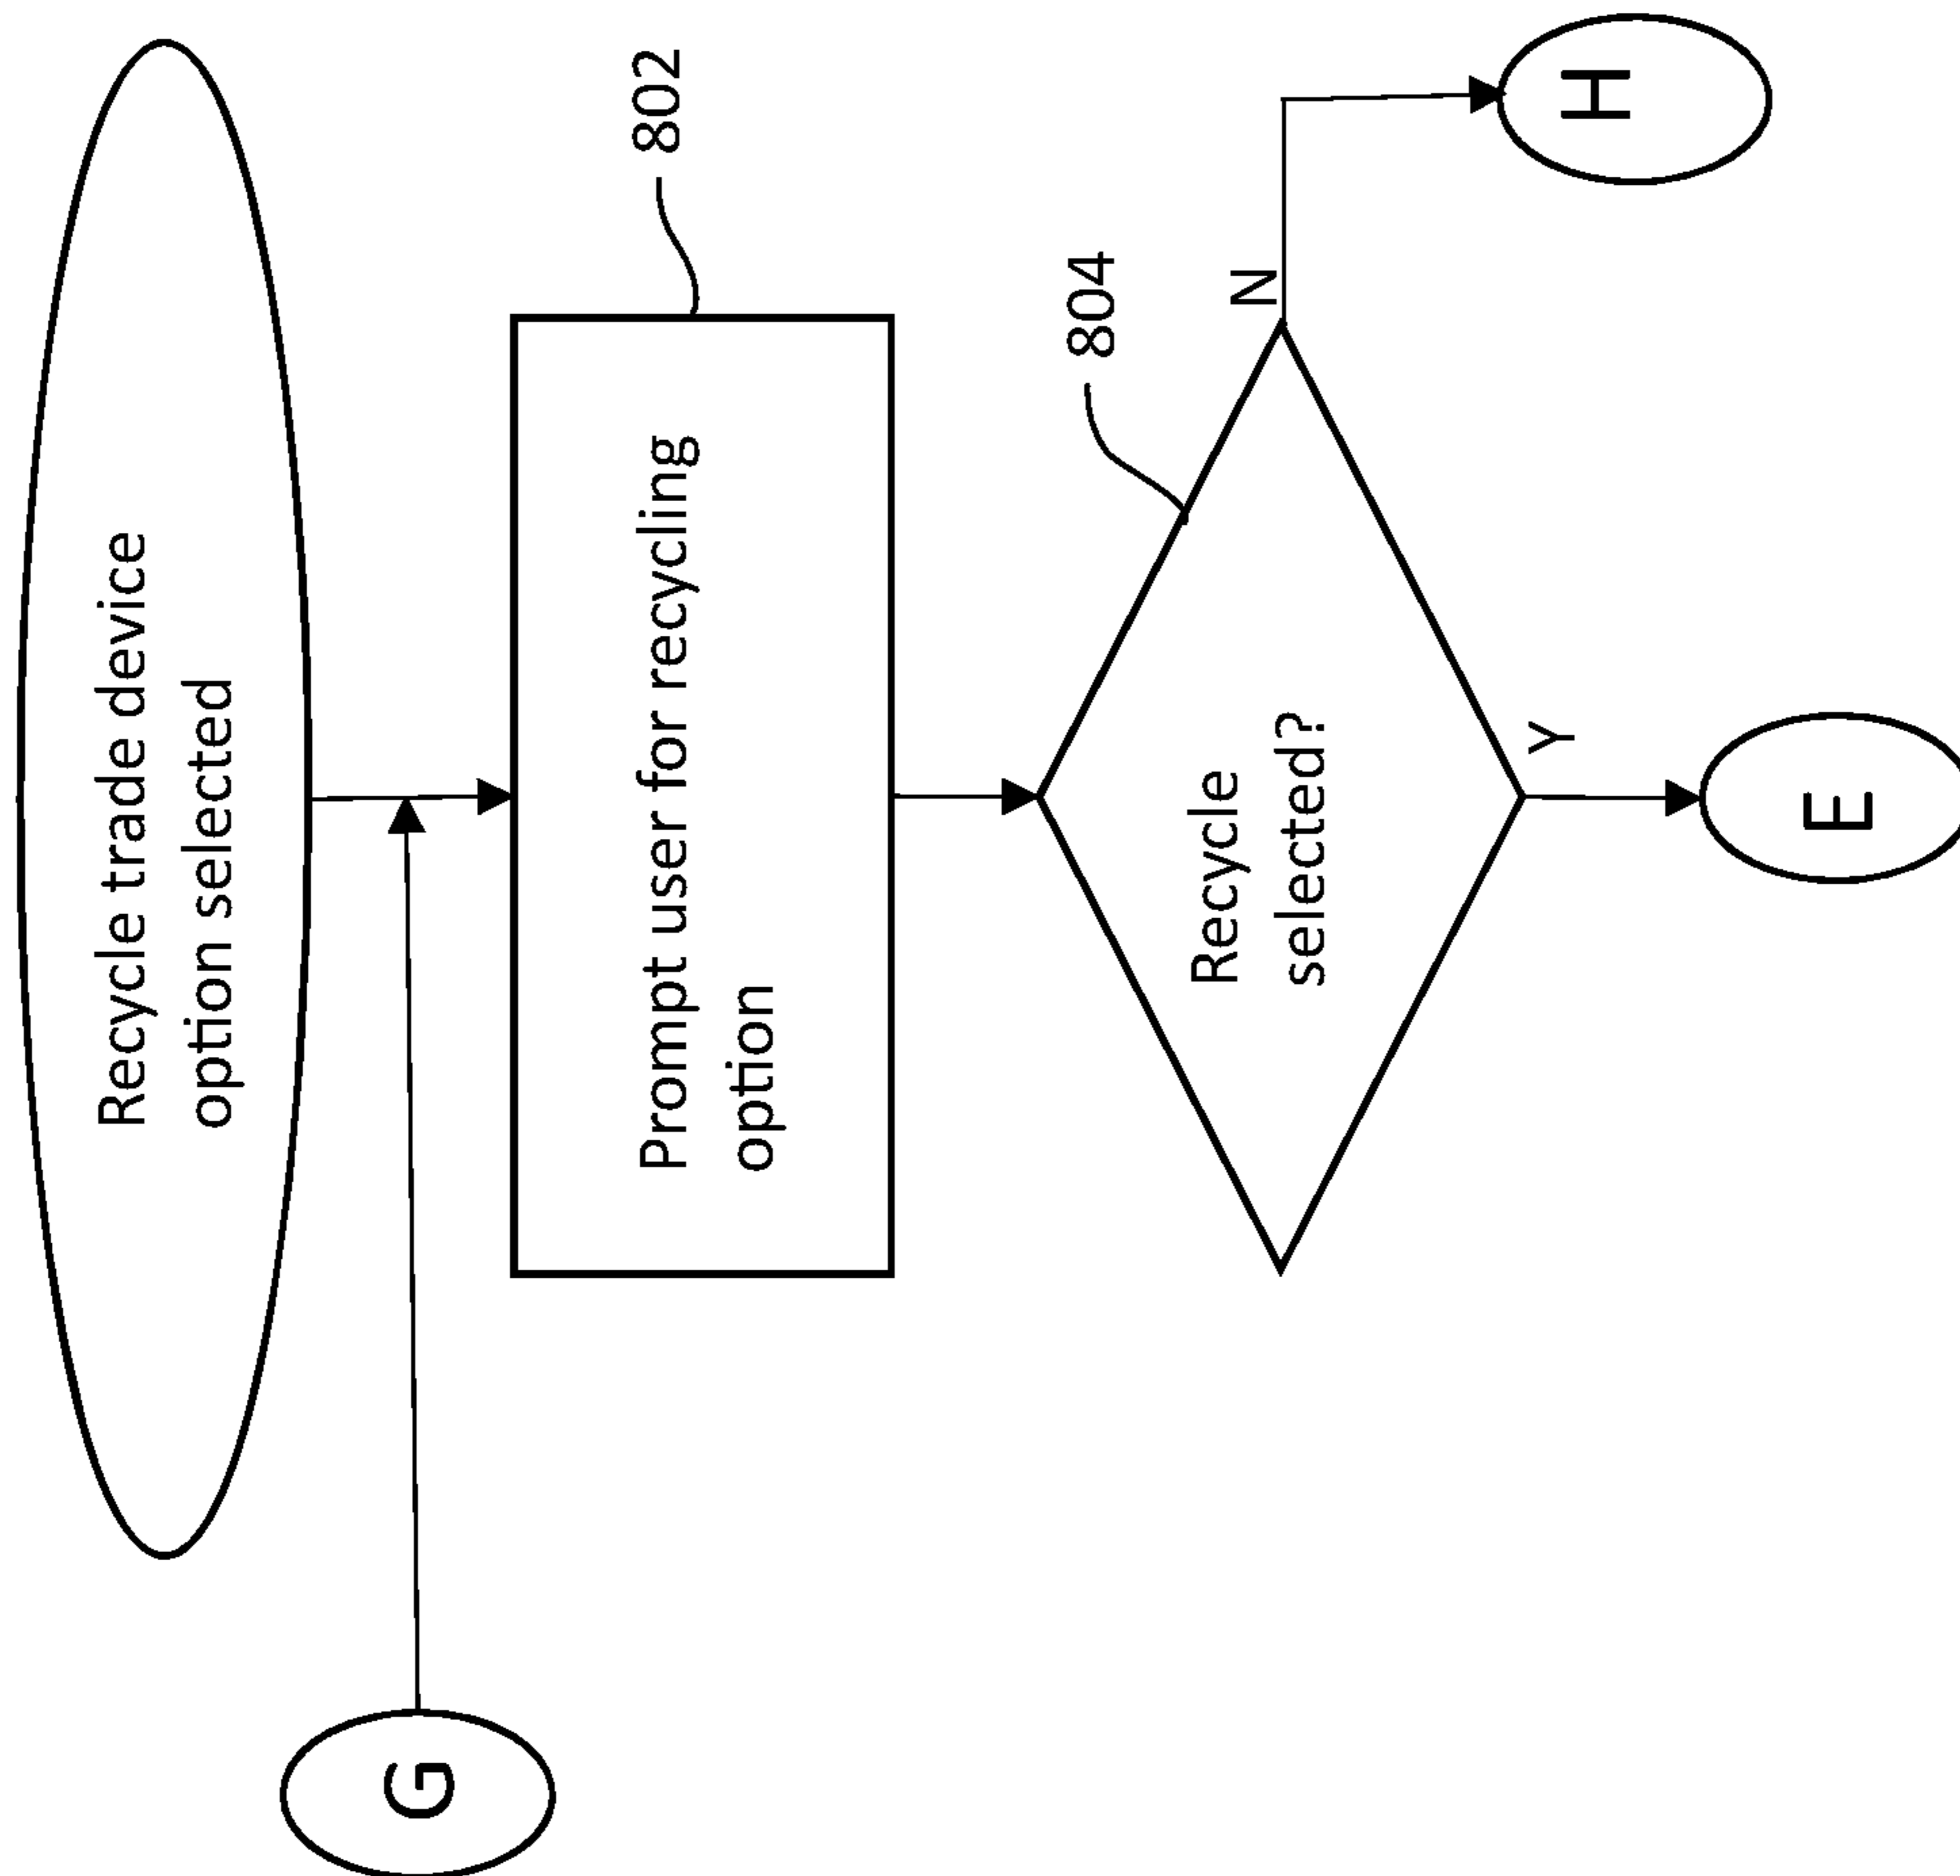 Recycle trade device
option selected
G
Prompt user for recycling
option
802
Recycle
selected?
804
N
H
Y
E